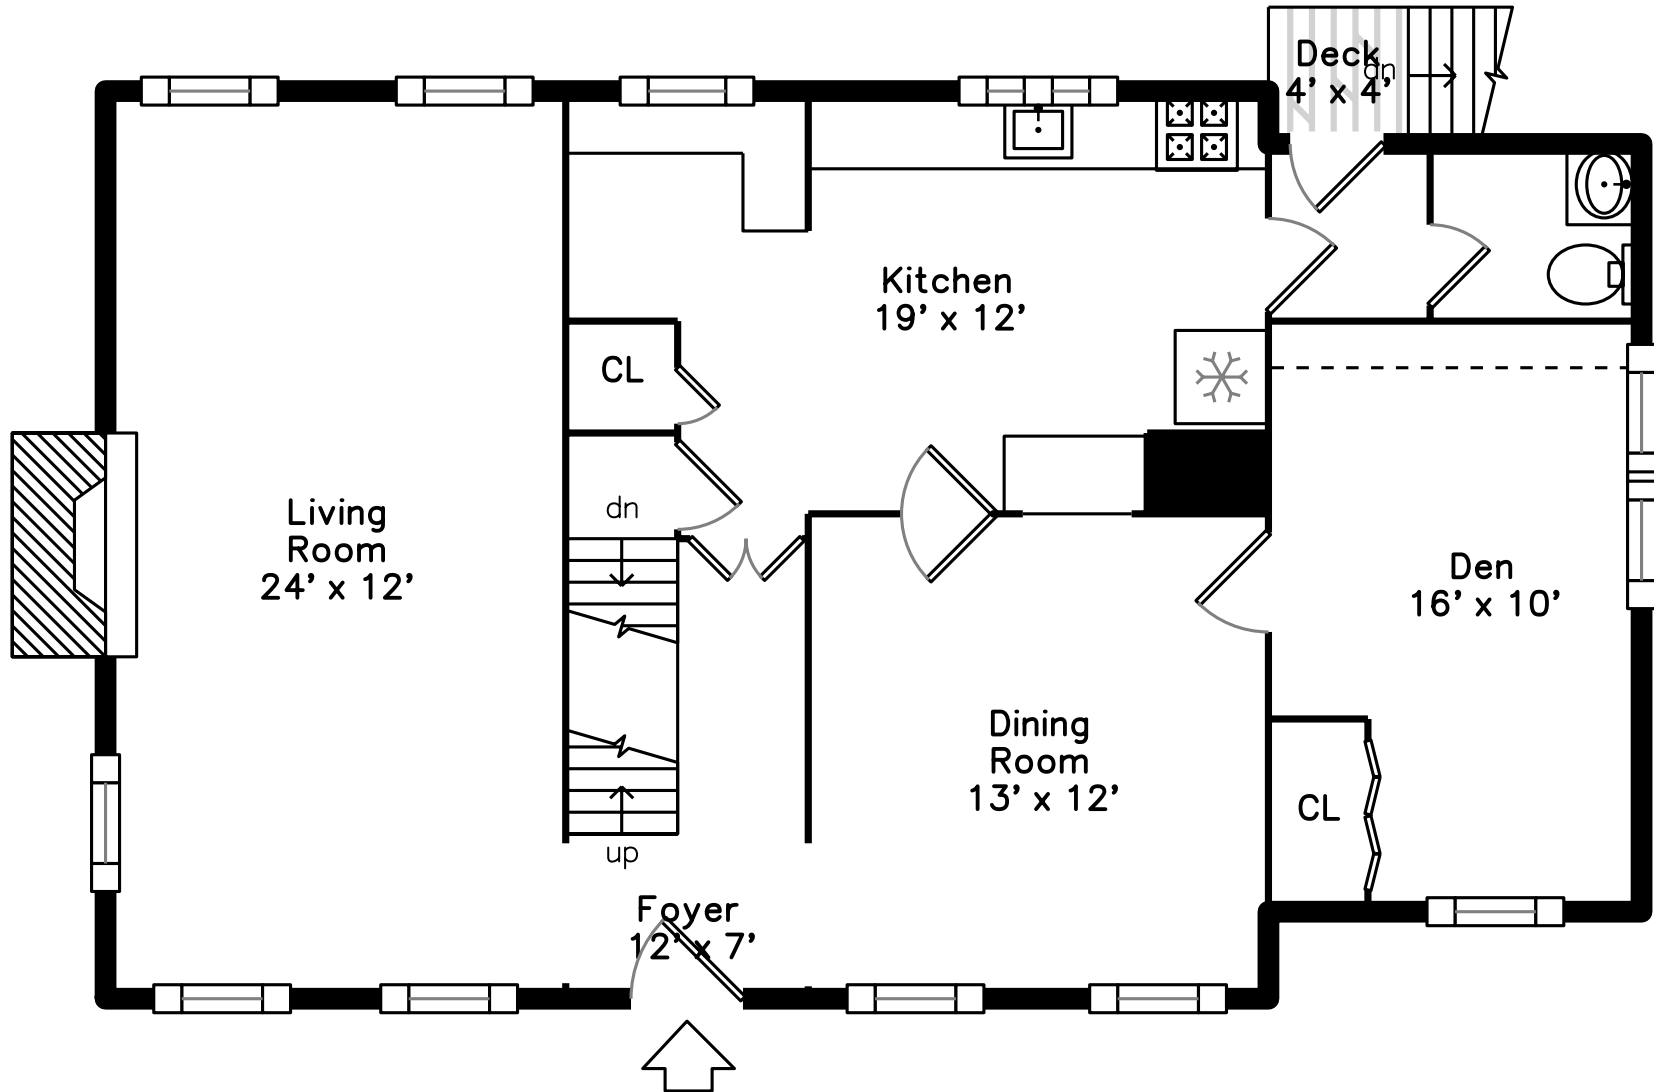 Deck
dn
4' x 4'
Kitchen
19' x 12'
CL
dn
Living
Room
24' x 12'
Den
16' x 10'
Dining
Room
13' x 12'
CL
up
Foyer
12' x 7'